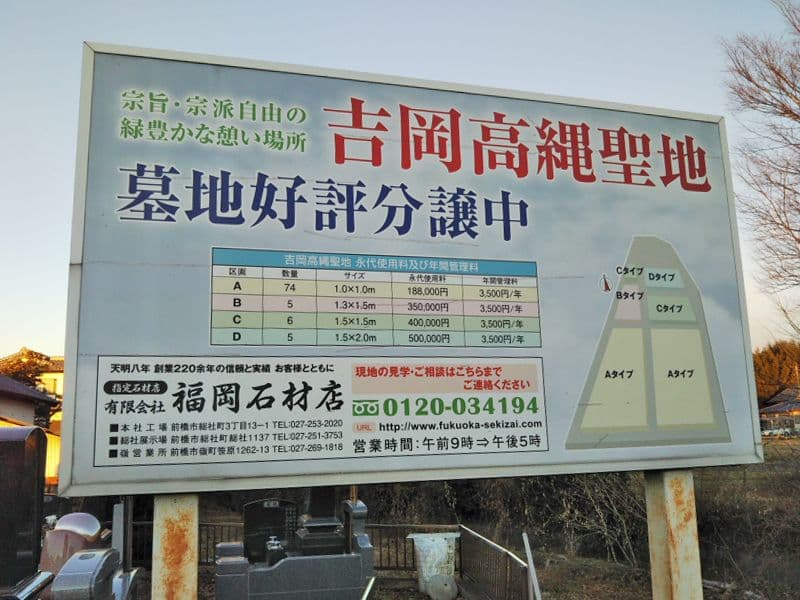 宗旨・宗派自由の
緑豊かな憩い場所
吉岡高縄聖地
墓地好評分譲中
吉岡高縄聖地 永代使用料及び年間管理料
区画 数量 サイズ 永代使用料 年間管理料
A 74 1.0×1.0m 188,000円 3,500円/年
B 5 1.3×1.5m 350,000円 3,500円/年
C 6 1.5×1.5m 400,000円 3,500円/年
D 5 1.5×2.0m 500,000円 3,500円/年
Cタイプ
Dタイプ
Bタイプ
Cタイプ
Aタイプ
Aタイプ
天明八年 創業220余年の信頼と実績 お客様とともに
指定石材店
有限会社 福岡石材店
■本社工場 前橋市総社町3丁目13−1 TEL:027-253-2020
■総社展示場 前橋市総社町総社1137 TEL:027-251-3753
■嶺営業所 前橋市嶺町笹原1262-13 TEL:027-269-1818
現地の見学・ご相談はこちらまで
ご連絡ください
0120-034194
URL http://www.fukuoka-sekizai.com
営業時間:午前9時⇒午後5時